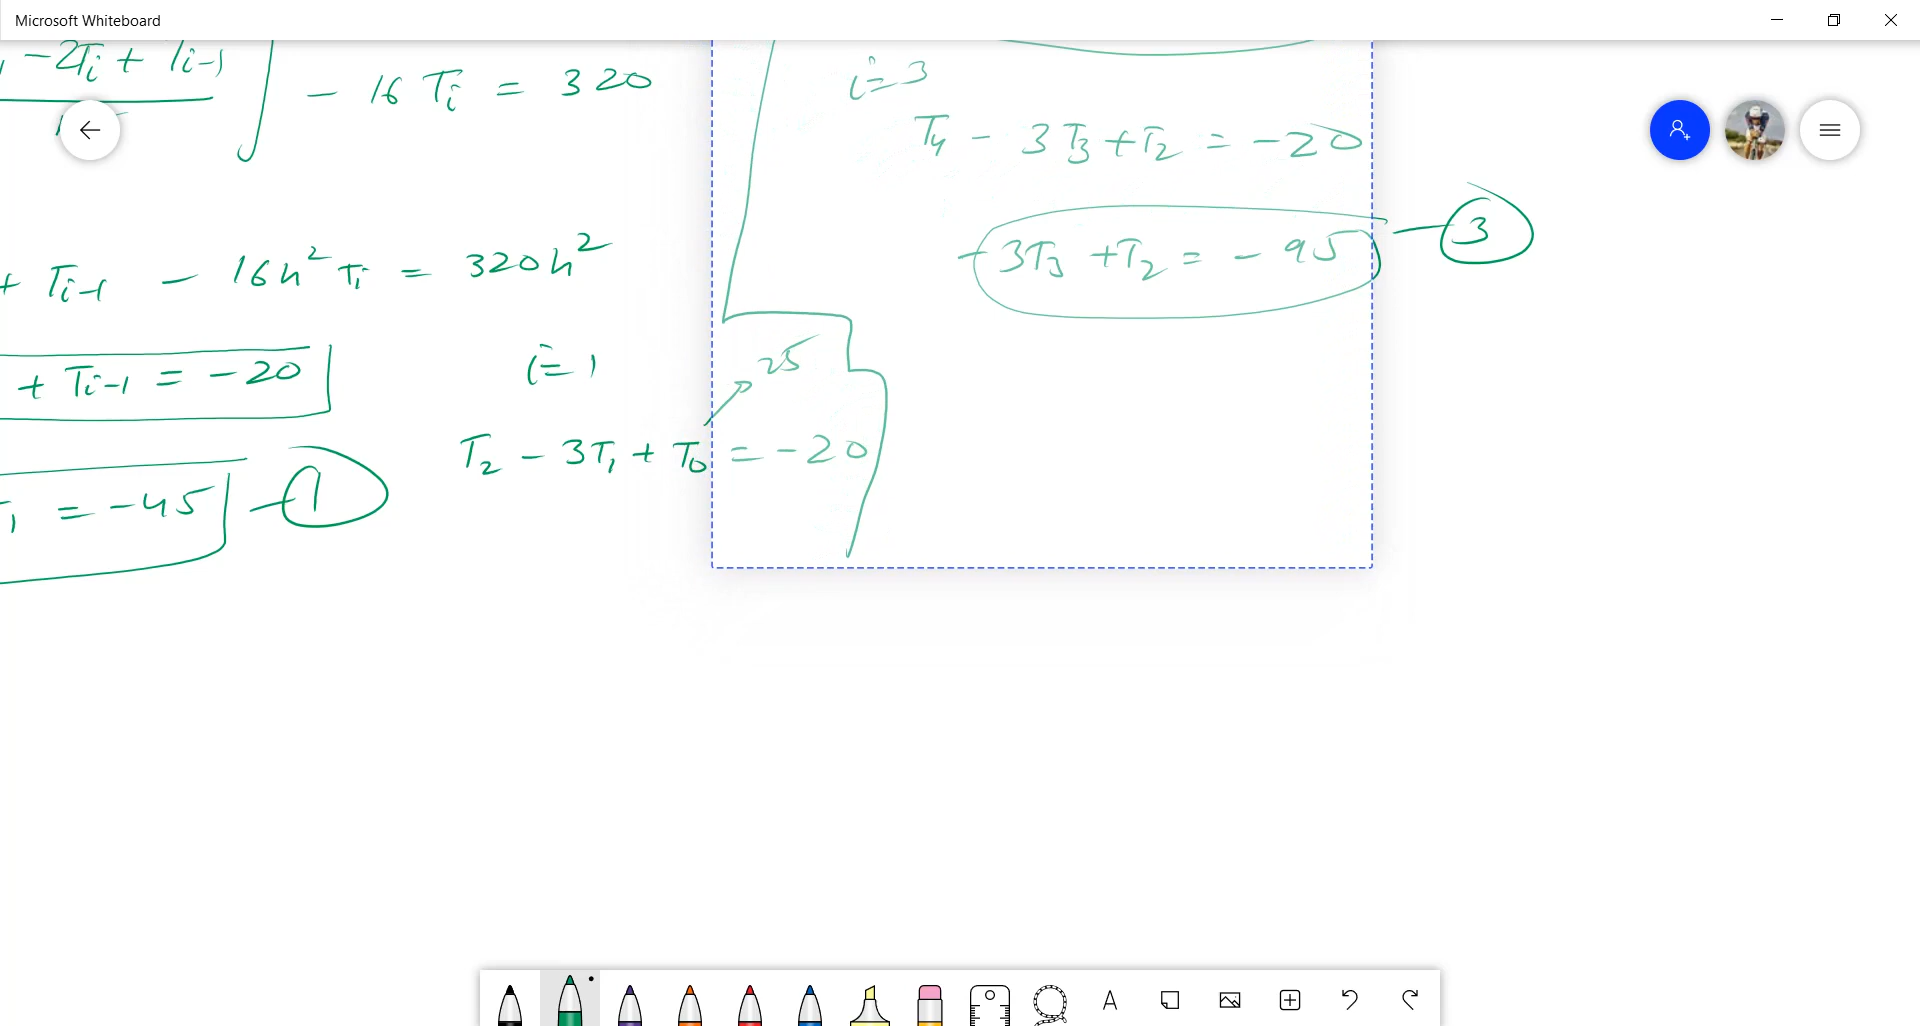 Microsoft Whiteboard
-2Ti + Ti-1
- 16 Ti = 320
+ Ti-1 - 16h² Ti = 320h²
+ Ti-1 = -20
T1 = -45
1
i=1
25
T2 - 3T1 + T0 = -20
i=3
T4 - 3T3 + T2 = -20
-3T3 + T2 = -95
3
A